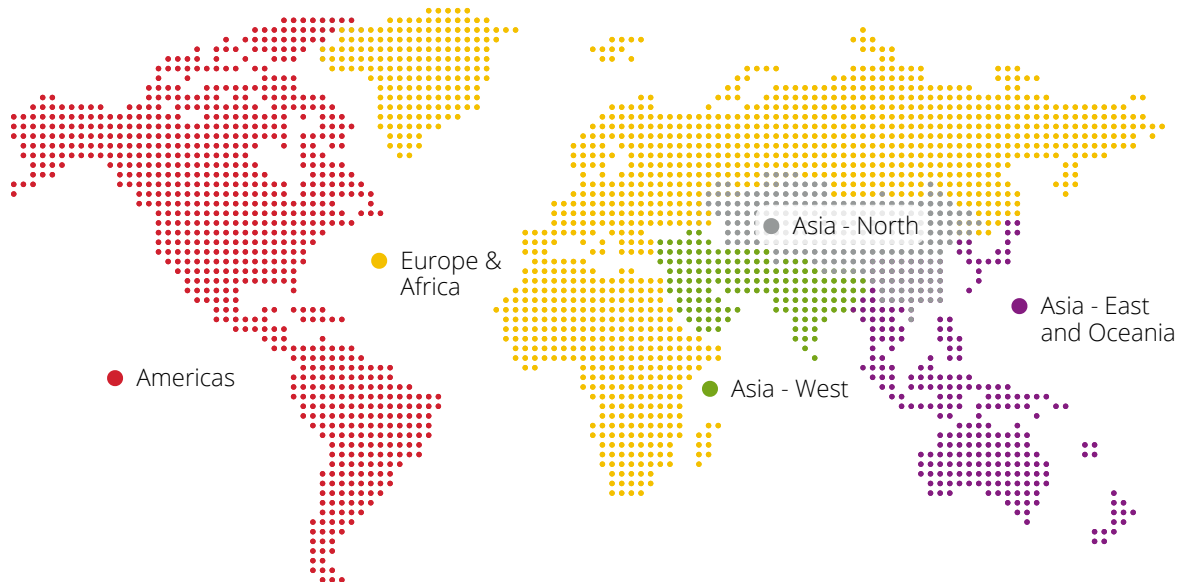 Asia - North
Europe &
Africa
Asia - East
and Oceania
Americas
Asia - West